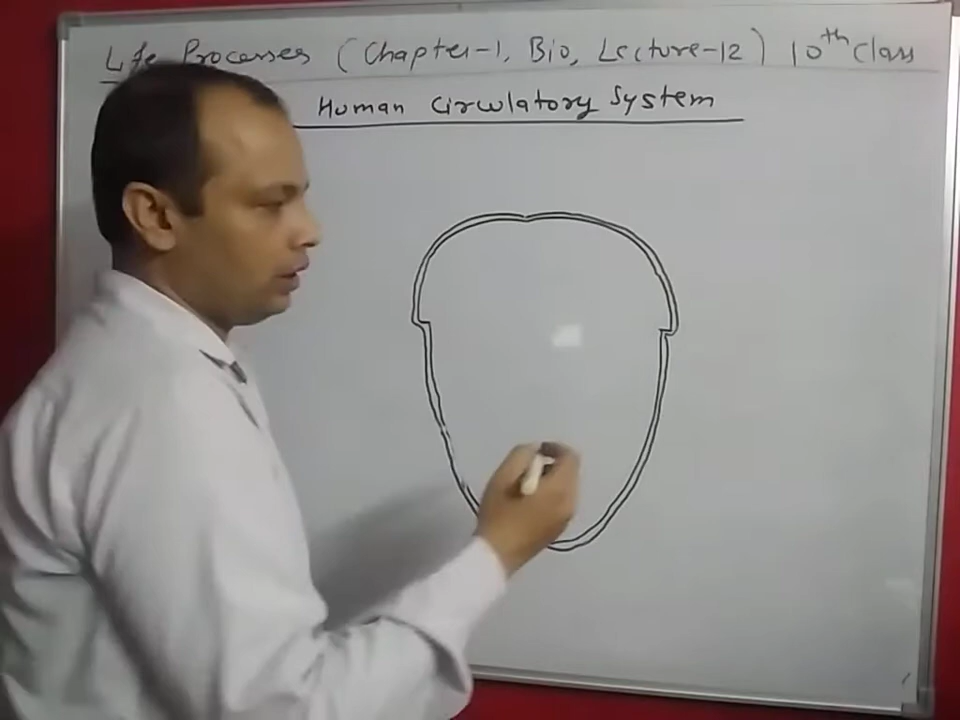 Life Processes (Chapter-1, Bio, Lecture-12) 10th Class
Human Circulatory System